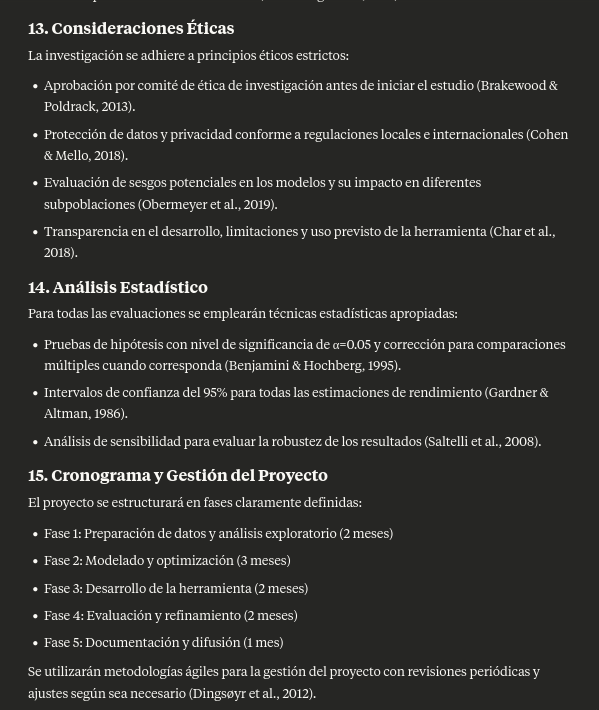 13. Consideraciones Éticas
La investigación se adhiere a principios éticos estrictos:
• Aprobación por comité de ética de investigación antes de iniciar el estudio (Brakewood &
Poldrack, 2013).
• Protección de datos y privacidad conforme a regulaciones locales e internacionales (Cohen
& Mello, 2018).
• Evaluación de sesgos potenciales en los modelos y su impacto en diferentes
subpoblaciones (Obermeyer et al., 2019).
• Transparencia en el desarrollo, limitaciones y uso previsto de la herramienta (Char et al.,
2018).
14. Análisis Estadístico
Para todas las evaluaciones se emplearán técnicas estadísticas apropiadas:
• Pruebas de hipótesis con nivel de significancia de α=0.05 y corrección para comparaciones
múltiples cuando corresponda (Benjamini & Hochberg, 1995).
• Intervalos de confianza del 95% para todas las estimaciones de rendimiento (Gardner &
Altman, 1986).
• Análisis de sensibilidad para evaluar la robustez de los resultados (Saltelli et al., 2008).
15. Cronograma y Gestión del Proyecto
El proyecto se estructurará en fases claramente definidas:
• Fase 1: Preparación de datos y análisis exploratorio (2 meses)
• Fase 2: Modelado y optimización (3 meses)
• Fase 3: Desarrollo de la herramienta (2 meses)
• Fase 4: Evaluación y refinamiento (2 meses)
• Fase 5: Documentación y difusión (1 mes)
Se utilizarán metodologías ágiles para la gestión del proyecto con revisiones periódicas y
ajustes según sea necesario (Dingsøyr et al., 2012).